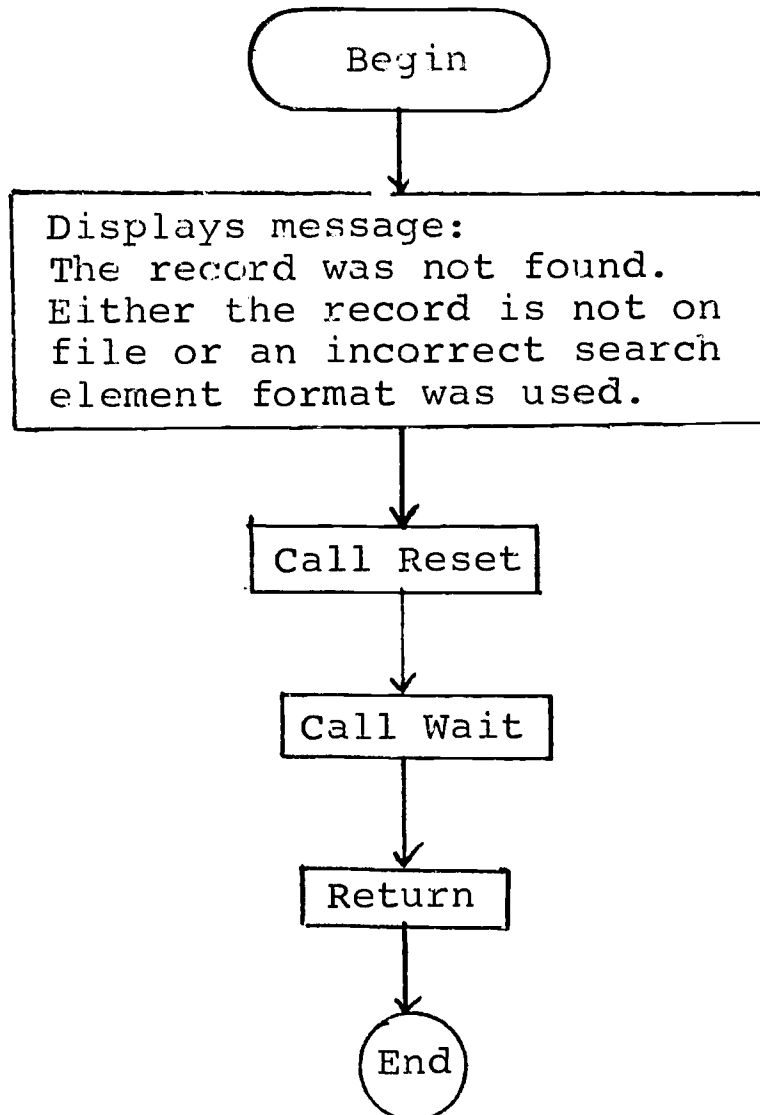 Begin
Displays message:
The record was not found.
Either the record is not on
file or an incorrect search
element format was used.
Call Reset
Call Wait
Return
End